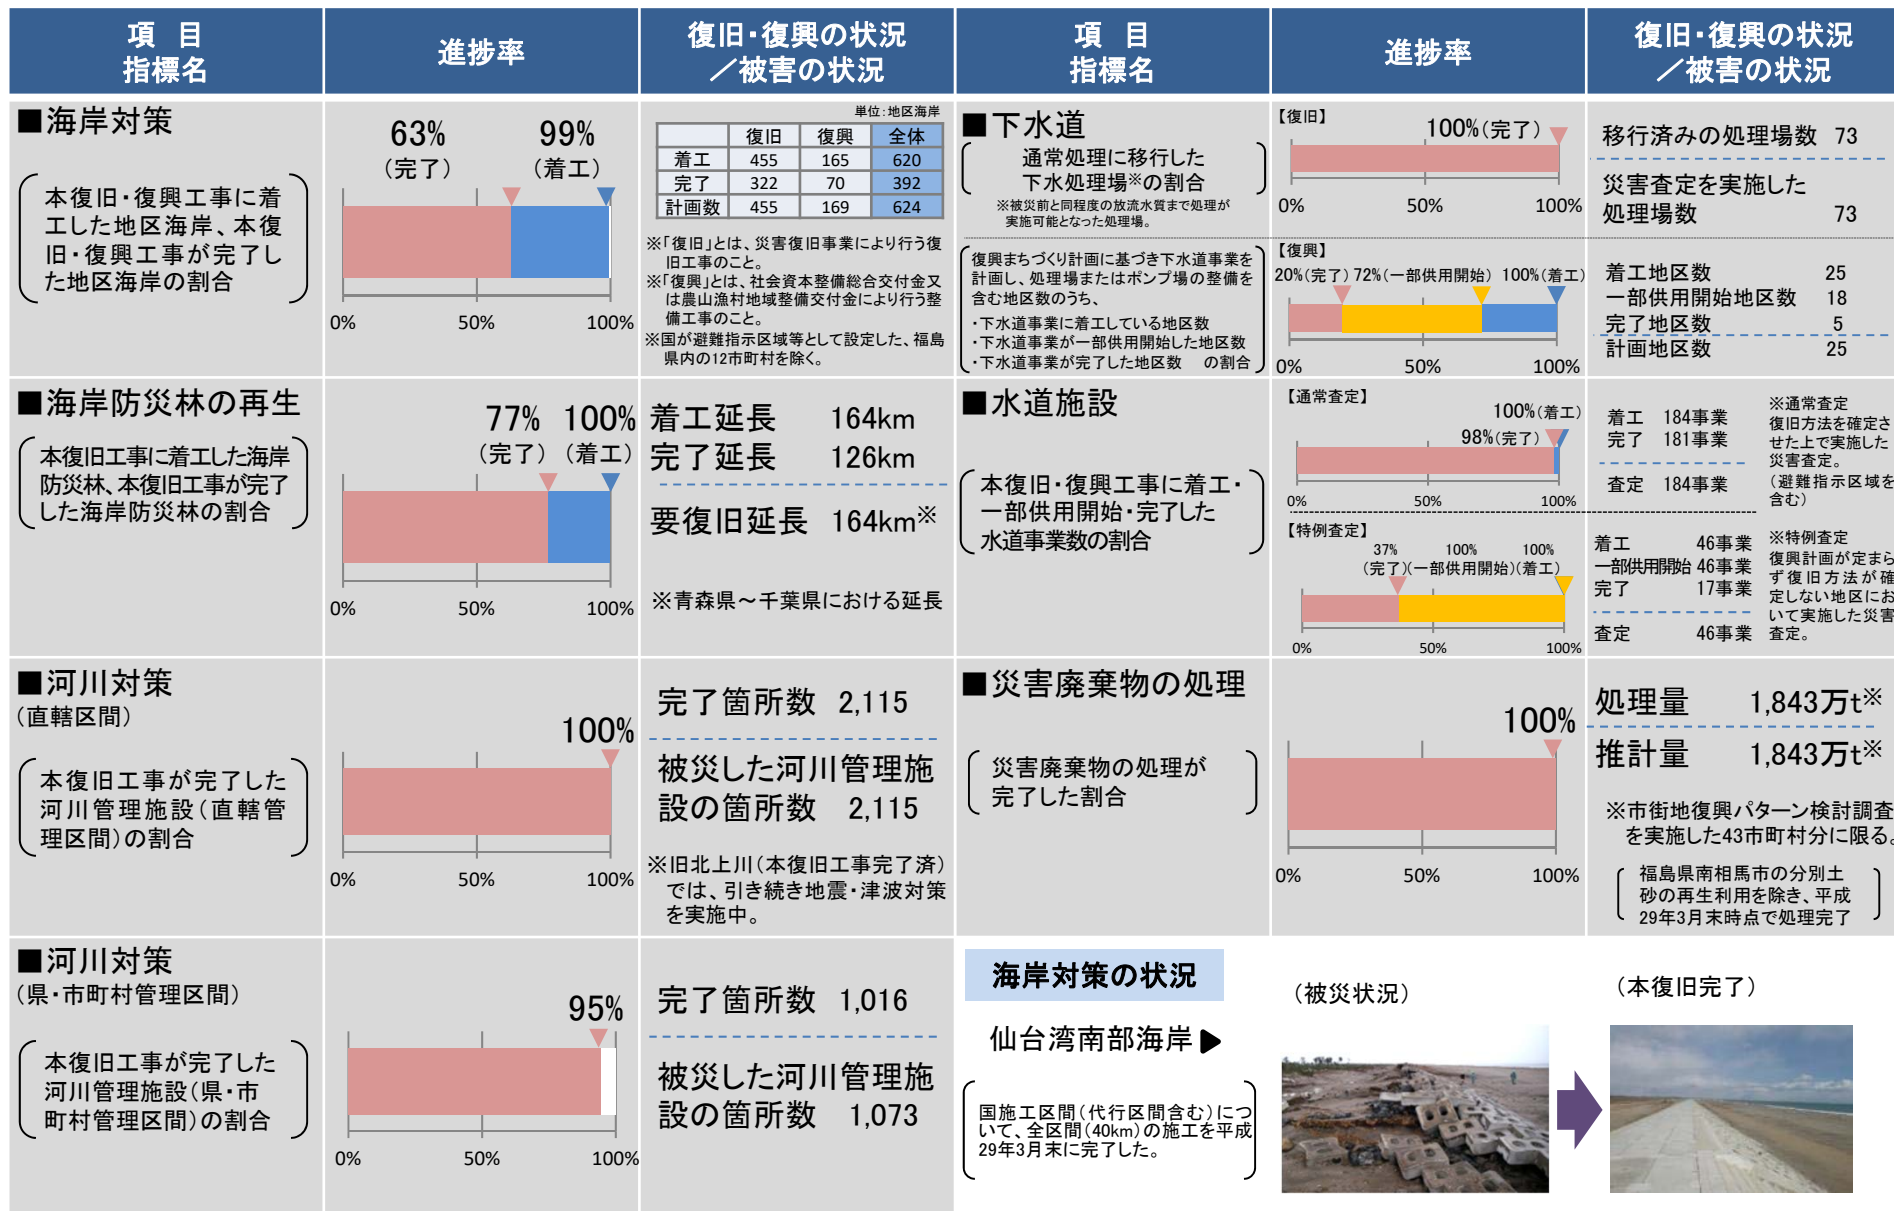 項 目
指標名
進捗率
復旧・復興の状況
／被害の状況
項 目
指標名
進捗率
復旧・復興の状況
／被害の状況
■海岸対策
本復旧・復興工事に着
工した地区海岸、本復
旧・復興工事が完了し
た地区海岸の割合
63% 99%
（完了） （着工）
0% 50% 100%
単位：地区海岸
復旧 復興 全体
着工 455 165 620
完了 322 70 392
計画数 455 169 624
※「復旧」とは、災害復旧事業により行う復
旧工事のこと。
※「復興」とは、社会資本整備総合交付金又
は農山漁村地域整備交付金により行う整
備工事のこと。
※国が避難指示区域等として設定した、福島
県内の12市町村を除く。
■海岸防災林の再生
本復旧工事に着工した海岸
防災林、本復旧工事が完了
した海岸防災林の割合
77% 100%
（完了） （着工）
0% 50% 100%
着工延長 164km
完了延長 126km
要復旧延長 164km※
※青森県～千葉県における延長
■河川対策
（直轄区間）
本復旧工事が完了した
河川管理施設（直轄管
理区間）の割合
100%
0% 50% 100%
完了箇所数 2,115
被災した河川管理施
設の箇所数 2,115
※旧北上川（本復旧工事完了済）
では、引き続き地震・津波対策
を実施中。
■河川対策
（県・市町村管理区間）
本復旧工事が完了した
河川管理施設（県・市
町村管理区間）の割合
95%
0% 50% 100%
完了箇所数 1,016
被災した河川管理施
設の箇所数 1,073
■下水道
通常処理に移行した
下水処理場※の割合
※被災前と同程度の放流水質まで処理が
実施可能となった処理場。
【復旧】
100%（完了）
0% 50% 100%
移行済みの処理場数 73
災害査定を実施した
処理場数 73
復興まちづくり計画に基づき下水道事業を
計画し、処理場またはポンプ場の整備を
含む地区数のうち、
・下水道事業に着工している地区数
・下水道事業が一部供用開始した地区数
・下水道事業が完了した地区数 の割合
【復興】
20%（完了） 72%（一部供用開始） 100%（着工）
0% 50% 100%
着工地区数 25
一部供用開始地区数 18
完了地区数 5
計画地区数 25
■水道施設
本復旧・復興工事に着工・
一部供用開始・完了した
水道事業数の割合
【通常査定】
100%（着工）
98%（完了）
0% 50% 100%
着工 184事業
完了 181事業
査定 184事業
※通常査定
復旧方法を確定さ
せた上で実施した
災害査定。
（避難指示区域を
含む）
【特例査定】
37% 100% 100%
（完了）（一部供用開始）（着工）
0% 50% 100%
着工 46事業
一部供用開始 46事業
完了 17事業
査定 46事業
※特例査定
復興計画が定まら
ず復旧方法が確
定しない地区にお
いて実施した災害
査定。
■災害廃棄物の処理
災害廃棄物の処理が
完了した割合
100%
0% 50% 100%
処理量 1,843万t※
推計量 1,843万t※
※市街地復興パターン検討調査
を実施した43市町村分に限る。
福島県南相馬市の分別土
砂の再生利用を除き、平成
29年3月末時点で処理完了
海岸対策の状況
仙台湾南部海岸▶
国施工区間（代行区間含む）につ
いて、全区間（40km）の施工を平成
29年3月末に完了した。
（被災状況）
（本復旧完了）